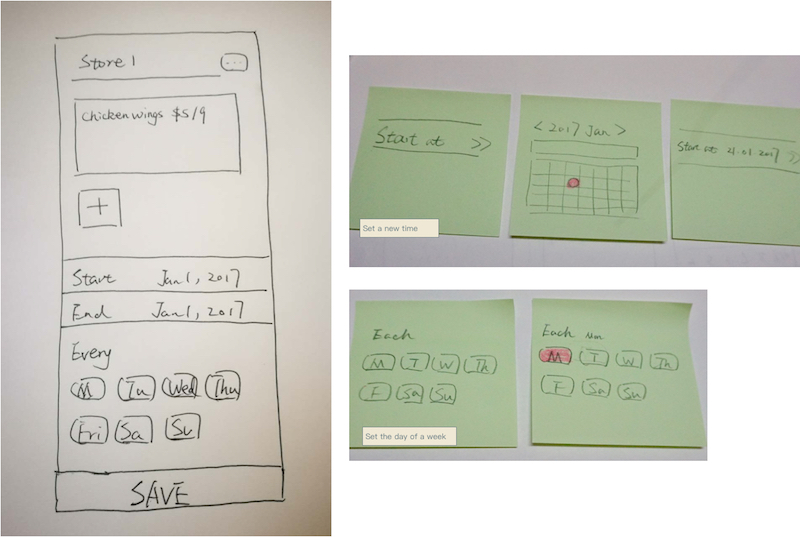 Store 1 ...
Chicken wings $5/9
+
Start Jan 1, 2017
End Jan 1, 2017
Every
M Tu Wed Thu
Fri Sa Su
SAVE
Start at >>
Set a new time
< 2017 Jan >
Start at 21.01.2017 >>
Each
M T W Th
F Sa Su
Set the day of a week
Each Mon
M T W Th
F Sa Su